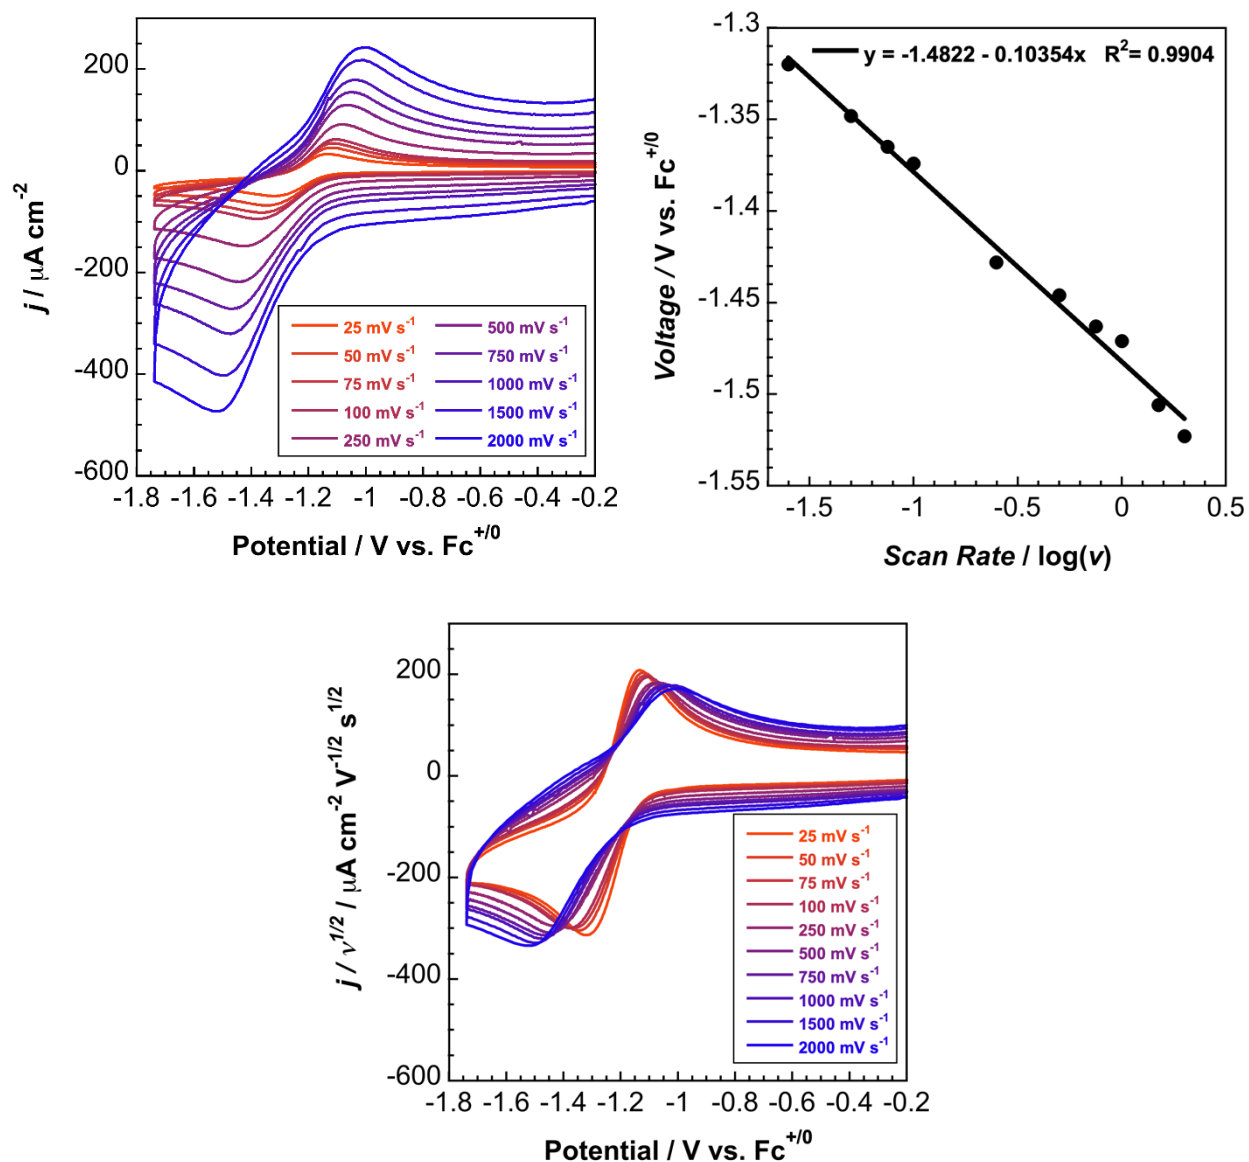 200
0
-200
-400
-600
j / μA cm⁻²
25 mV s⁻¹
50 mV s⁻¹
75 mV s⁻¹
100 mV s⁻¹
250 mV s⁻¹
500 mV s⁻¹
750 mV s⁻¹
1000 mV s⁻¹
1500 mV s⁻¹
2000 mV s⁻¹
-1.8 -1.6 -1.4 -1.2 -1 -0.8 -0.6 -0.4 -0.2
Potential / V vs. Fc⁺/⁰
-1.3
-1.35
-1.4
-1.45
-1.5
-1.55
Voltage / V vs. Fc⁺/⁰
y = -1.4822 - 0.10354x R²= 0.9904
-1.5 -1 -0.5 0 0.5
Scan Rate / log(v)
200
0
-200
-400
-600
j / ν^1/2 / μA cm⁻² V^-1/2 s^1/2
25 mV s⁻¹
50 mV s⁻¹
75 mV s⁻¹
100 mV s⁻¹
250 mV s⁻¹
500 mV s⁻¹
750 mV s⁻¹
1000 mV s⁻¹
1500 mV s⁻¹
2000 mV s⁻¹
-1.8 -1.6 -1.4 -1.2 -1 -0.8 -0.6 -0.4 -0.2
Potential / V vs. Fc⁺/⁰